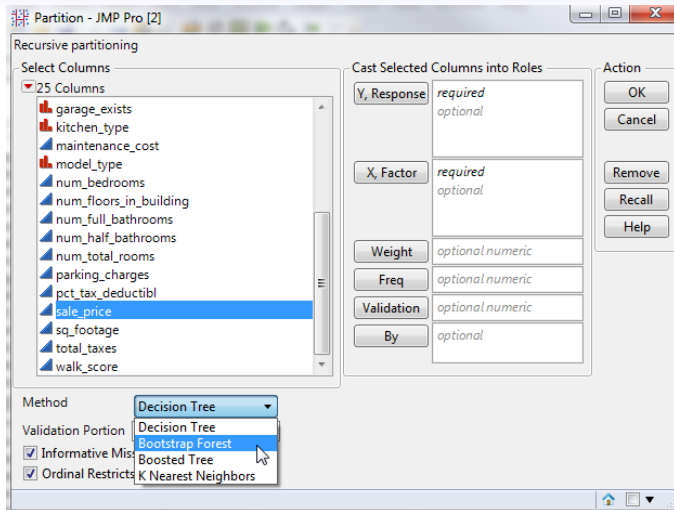 Partition - JMP Pro [2]
Recursive partitioning
Select Columns
25 Columns
garage_exists
kitchen_type
maintenance_cost
model_type
num_bedrooms
num_floors_in_building
num_full_bathrooms
num_half_bathrooms
num_total_rooms
parking_charges
pct_tax_deductibl
sale_price
sq_footage
total_taxes
walk_score
Cast Selected Columns into Roles
Y, Response
required
optional
X, Factor
required
optional
Weight
optional numeric
Freq
optional numeric
Validation
optional numeric
By
optional
Action
OK
Cancel
Remove
Recall
Help
Method
Decision Tree
Validation Portion
Decision Tree
Bootstrap Forest
Boosted Tree
K Nearest Neighbors
Informative Mis
Ordinal Restricts